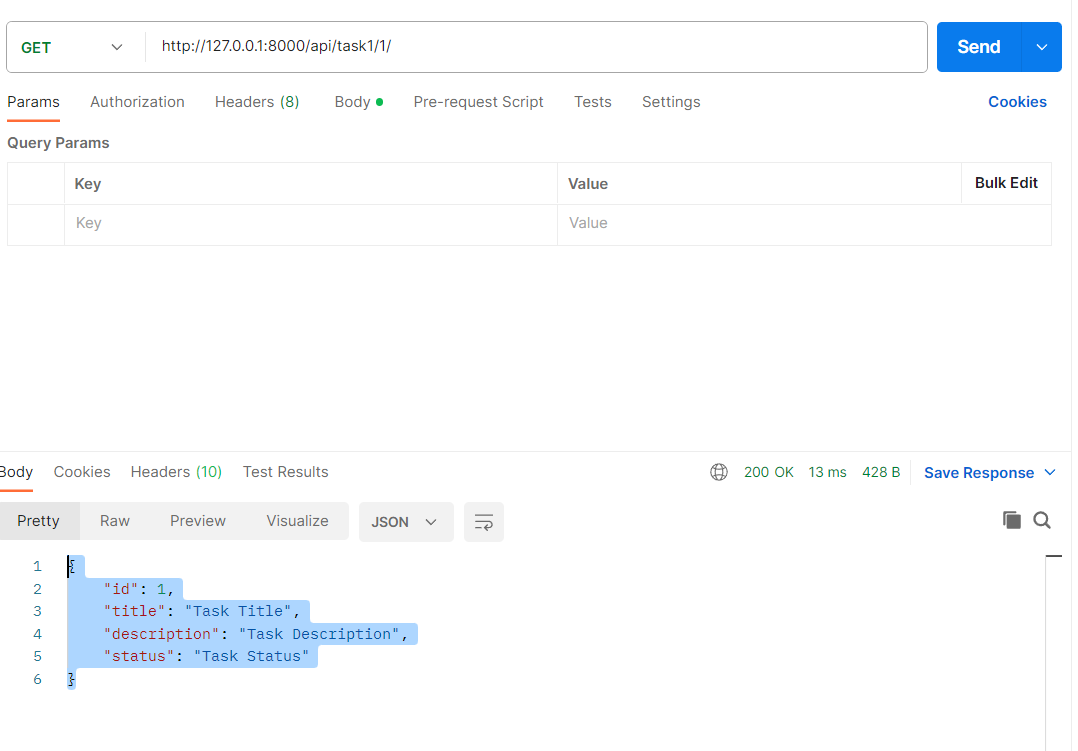 GET http://127.0.0.1:8000/api/task1/1/ Send
Params Authorization Headers (8) Body Pre-request Script Tests Settings Cookies
Query Params
Key Value Bulk Edit
Key Value
Body Cookies Headers (10) Test Results 200 OK 13 ms 428 B Save Response
Pretty Raw Preview Visualize JSON
1 {
2 "id": 1,
3 "title": "Task Title",
4 "description": "Task Description",
5 "status": "Task Status"
6 }